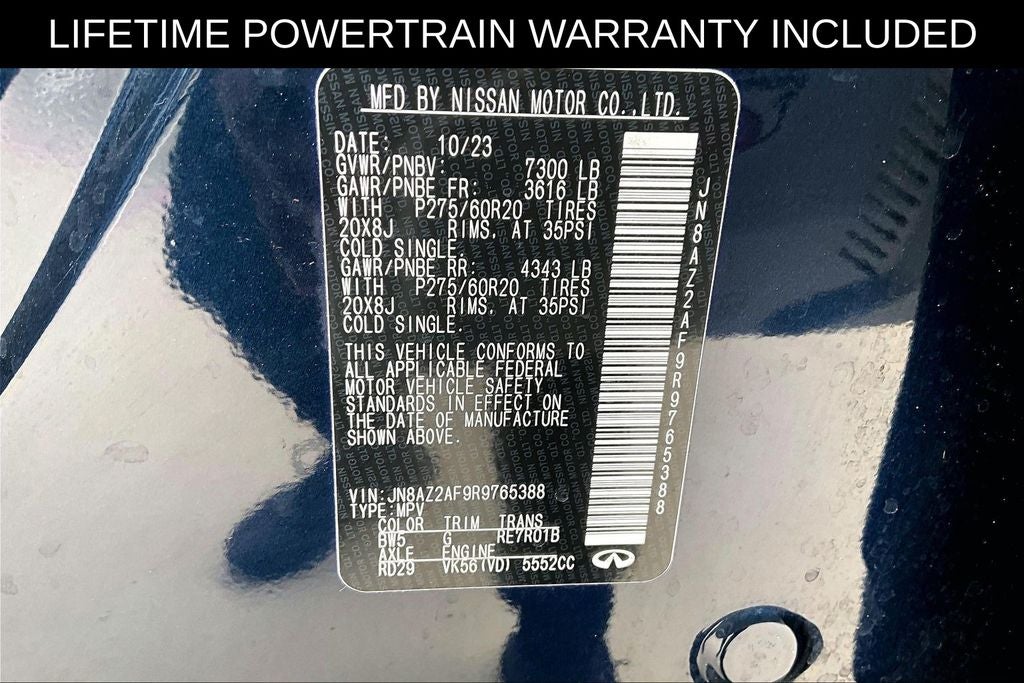 LIFETIME POWERTRAIN WARRANTY INCLUDED
MFD BY NISSAN MOTOR CO.,LTD.
DATE: 10/23
GVWR/PNBV: 7300 LB
GAWR/PNBE FR: 3616 LB
WITH P275/60R20 TIRES
20X8J RIMS, AT 35PSI
COLD SINGLE.
GAWR/PNBE RR: 4343 LB
WITH P275/60R20 TIRES
20X8J RIMS, AT 35PSI
COLD SINGLE.
THIS VEHICLE CONFORMS TO
ALL APPLICABLE FEDERAL
MOTOR VEHICLE SAFETY
STANDARDS IN EFFECT ON
THE DATE OF MANUFACTURE
SHOWN ABOVE.
VIN:JN8AZ2AF9R9765388
TYPE:MPV
COLOR TRIM TRANS
BW5 G RE7R01B
AXLE ENGINE
RD29 VK56(VD) 5552CC
JN8AZ2AF9R9765388